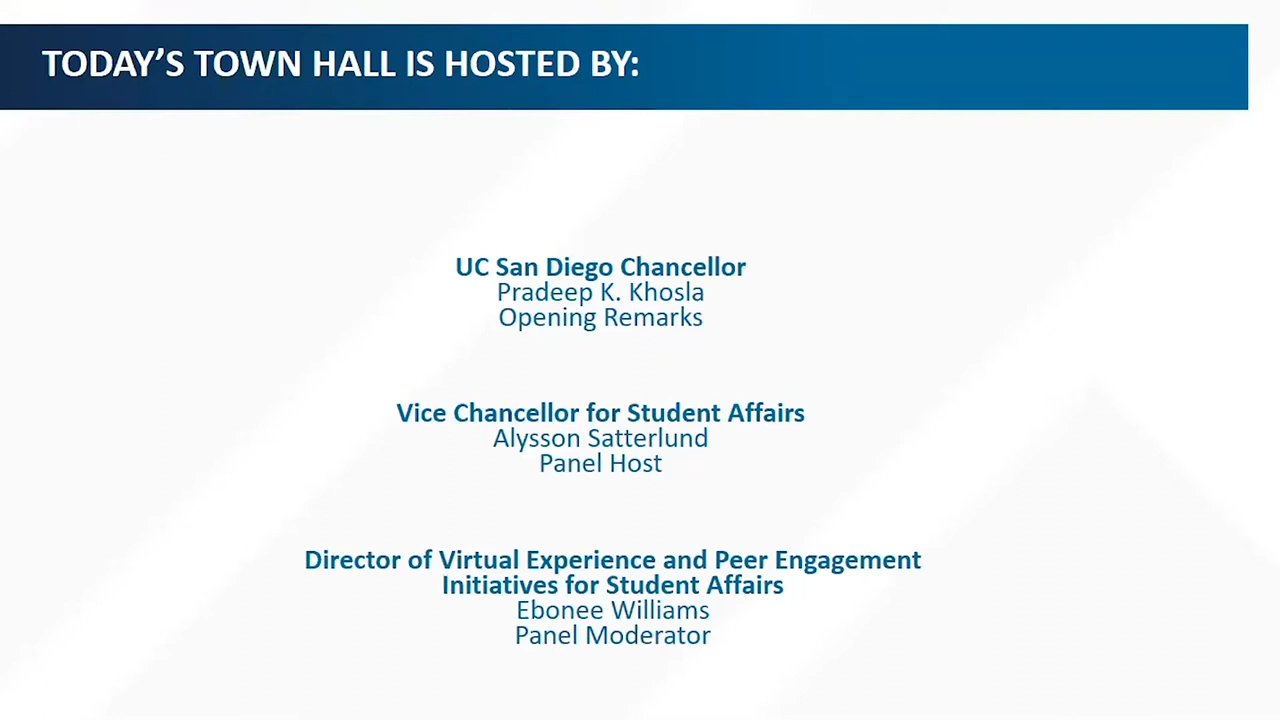 TODAY’S TOWN HALL IS HOSTED BY:
UC San Diego Chancellor
Pradeep K. Khosla
Opening Remarks
Vice Chancellor for Student Affairs
Alysson Satterlund
Panel Host
Director of Virtual Experience and Peer Engagement
Initiatives for Student Affairs
Ebonee Williams
Panel Moderator